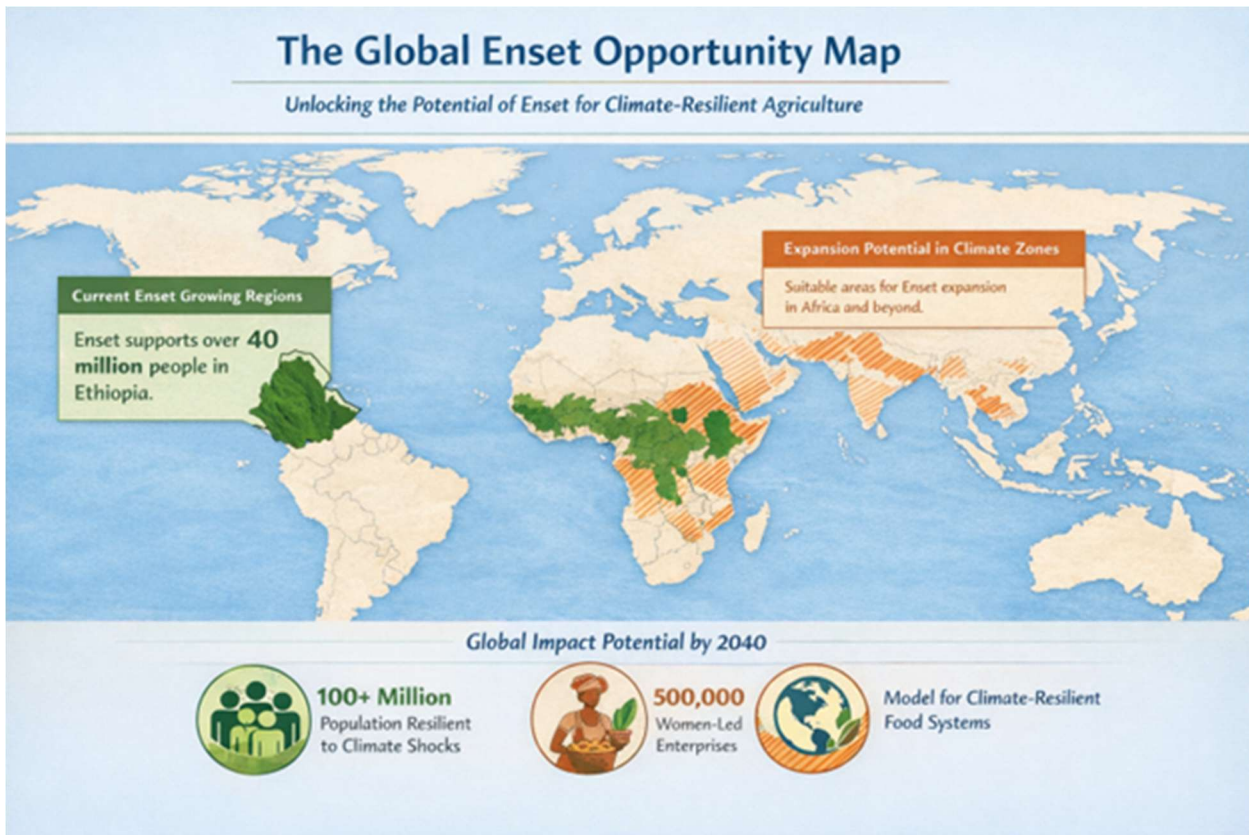 The Global Enset Opportunity Map
Unlocking the Potential of Enset for Climate-Resilient Agriculture
Current Enset Growing Regions
Enset supports over 40
million people in
Ethiopia.
Expansion Potential in Climate Zones
Suitable areas for Enset expansion
in Africa and beyond.
Global Impact Potential by 2040
100+ Million
Population Resilient
to Climate Shocks
500,000
Women-Led
Enterprises
Model for Climate-Resilient
Food Systems